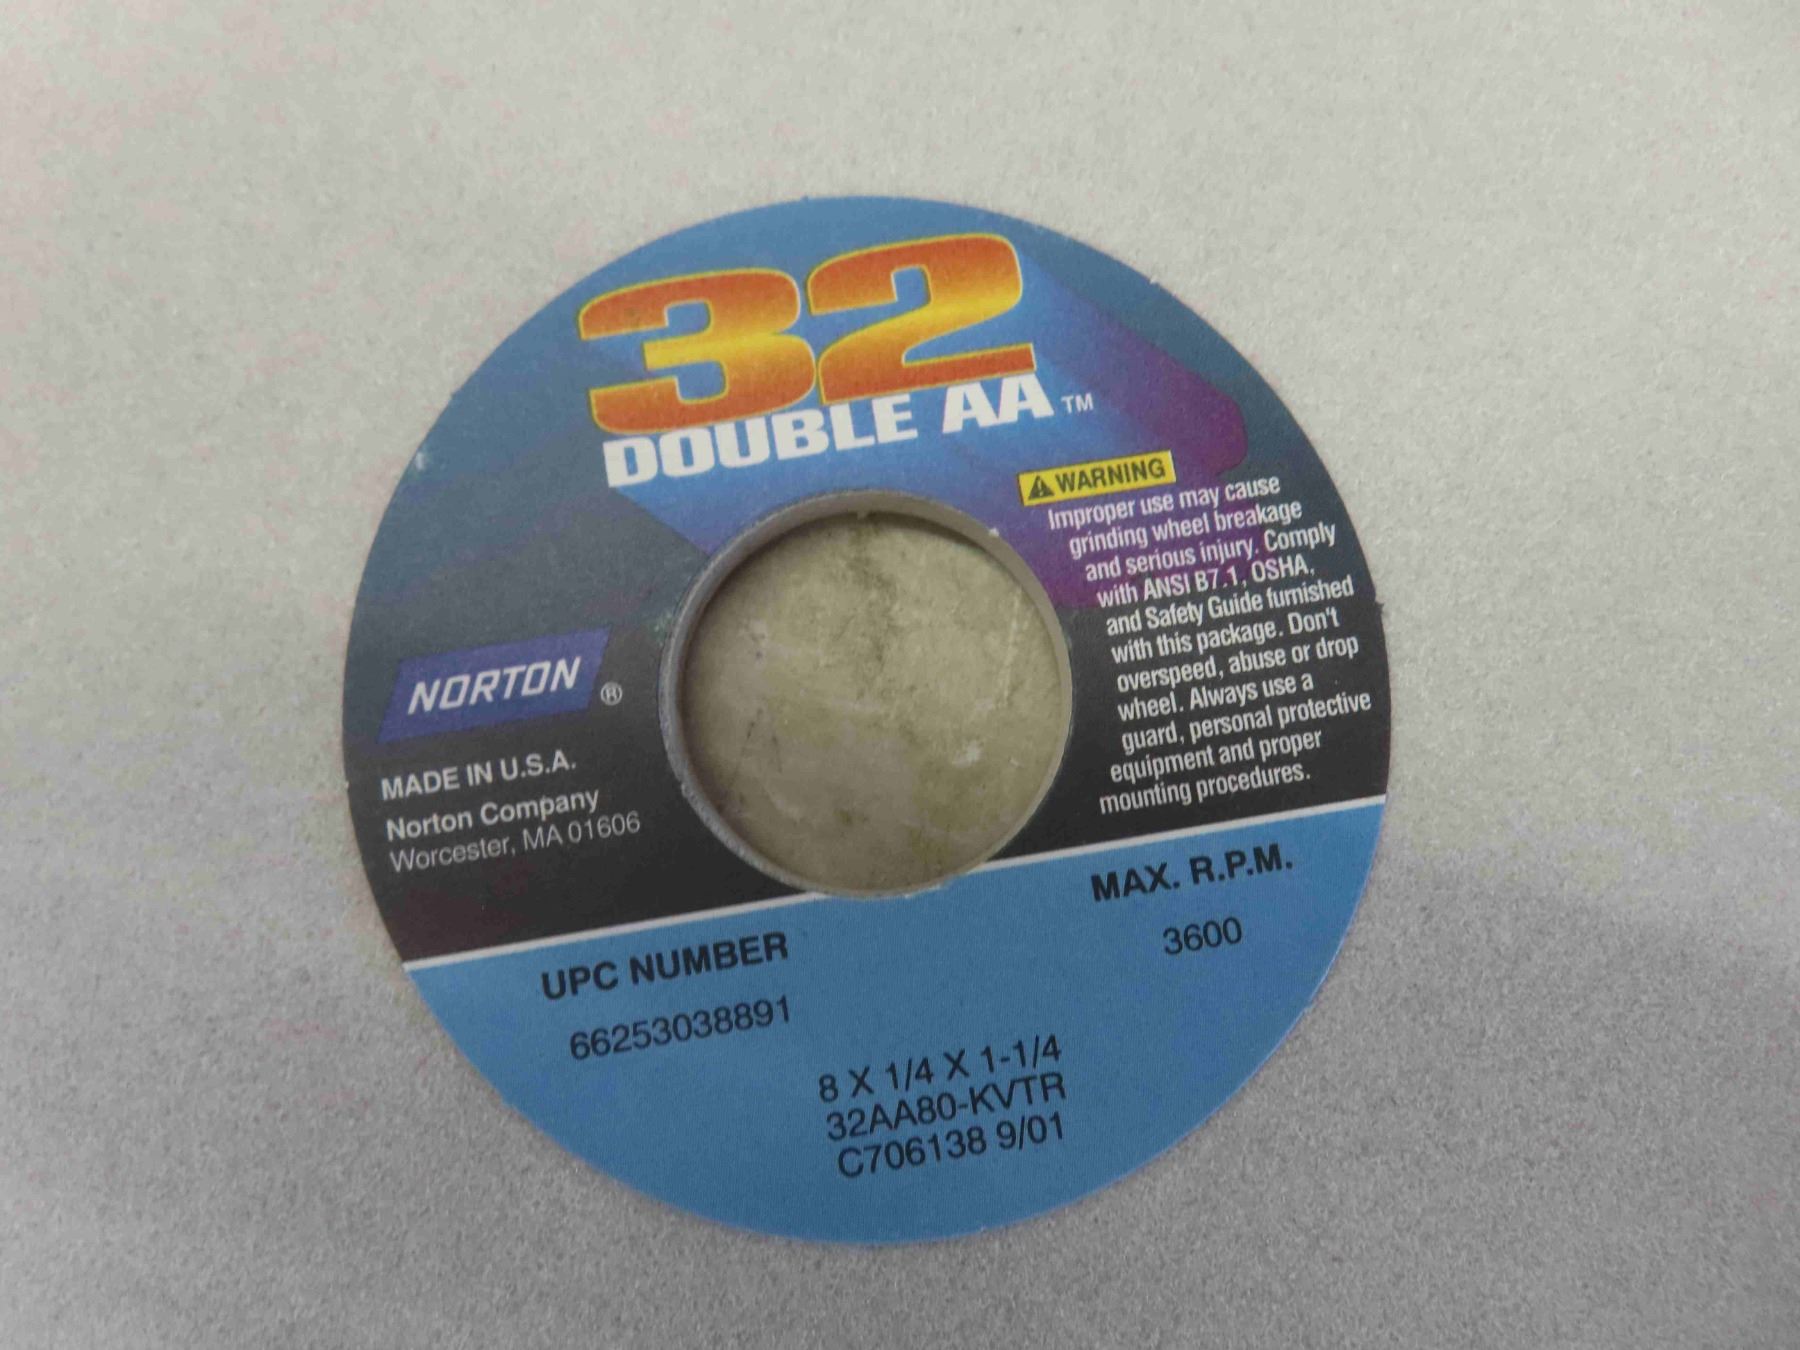 32
DOUBLE AA™
⚠ WARNING
Improper use may cause
grinding wheel breakage
and serious injury. Comply
with ANSI B7.1, OSHA,
and Safety Guide furnished
with this package. Don't
overspeed, abuse or drop
wheel. Always use a
guard, personal protective
equipment and proper
mounting procedures.
NORTON®
MADE IN U.S.A.
Norton Company
Worcester, MA 01606
MAX. R.P.M.
3600
UPC NUMBER
66253038891
8 X 1/4 X 1-1/4
32AA80-KVTR
C706138 9/01